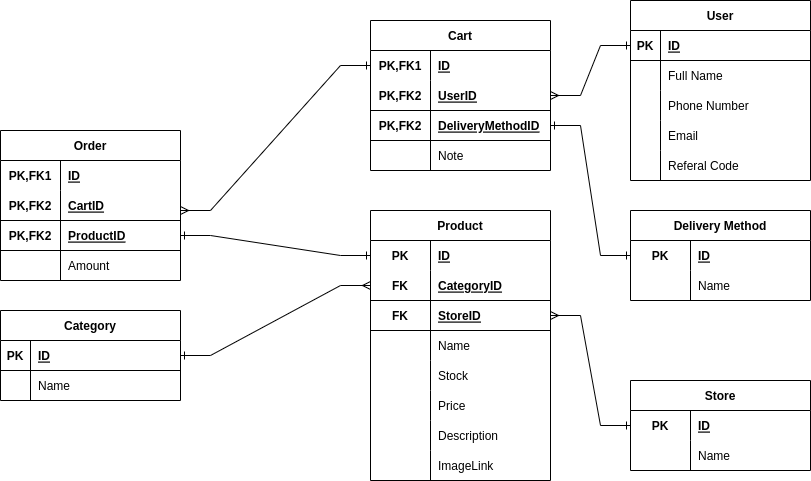 Cart
PK,FK1 ID
PK,FK2 UserID
PK,FK2 DeliveryMethodID
Note
User
PK ID
Full Name
Phone Number
Email
Referal Code
Order
PK,FK1 ID
PK,FK2 CartID
PK,FK2 ProductID
Amount
Product
PK ID
FK CategoryID
FK StoreID
Name
Stock
Price
Description
ImageLink
Delivery Method
PK ID
Name
Category
PK ID
Name
Store
PK ID
Name